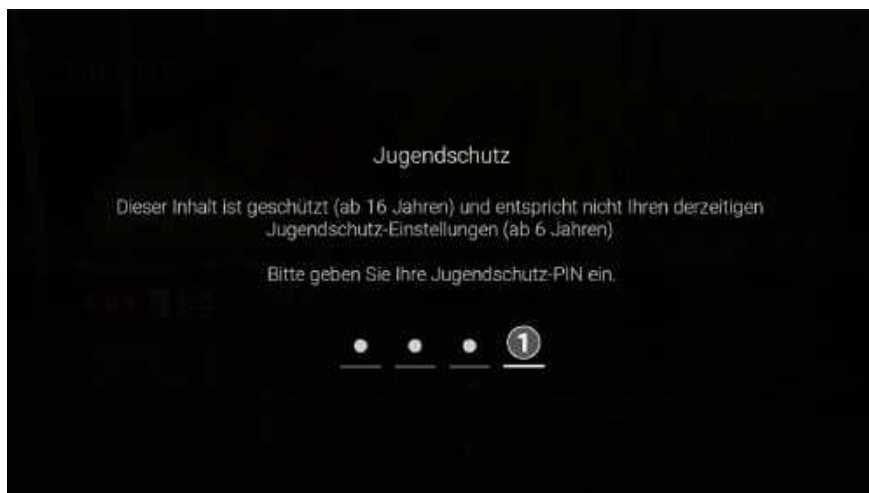 Jugendschutz
Dieser Inhalt ist geschützt (ab 16 Jahren) und entspricht nicht Ihren derzeitigen
Jugendschutz-Einstellungen (ab 6 Jahren)
Bitte geben Sie Ihre Jugendschutz-PIN ein.
1